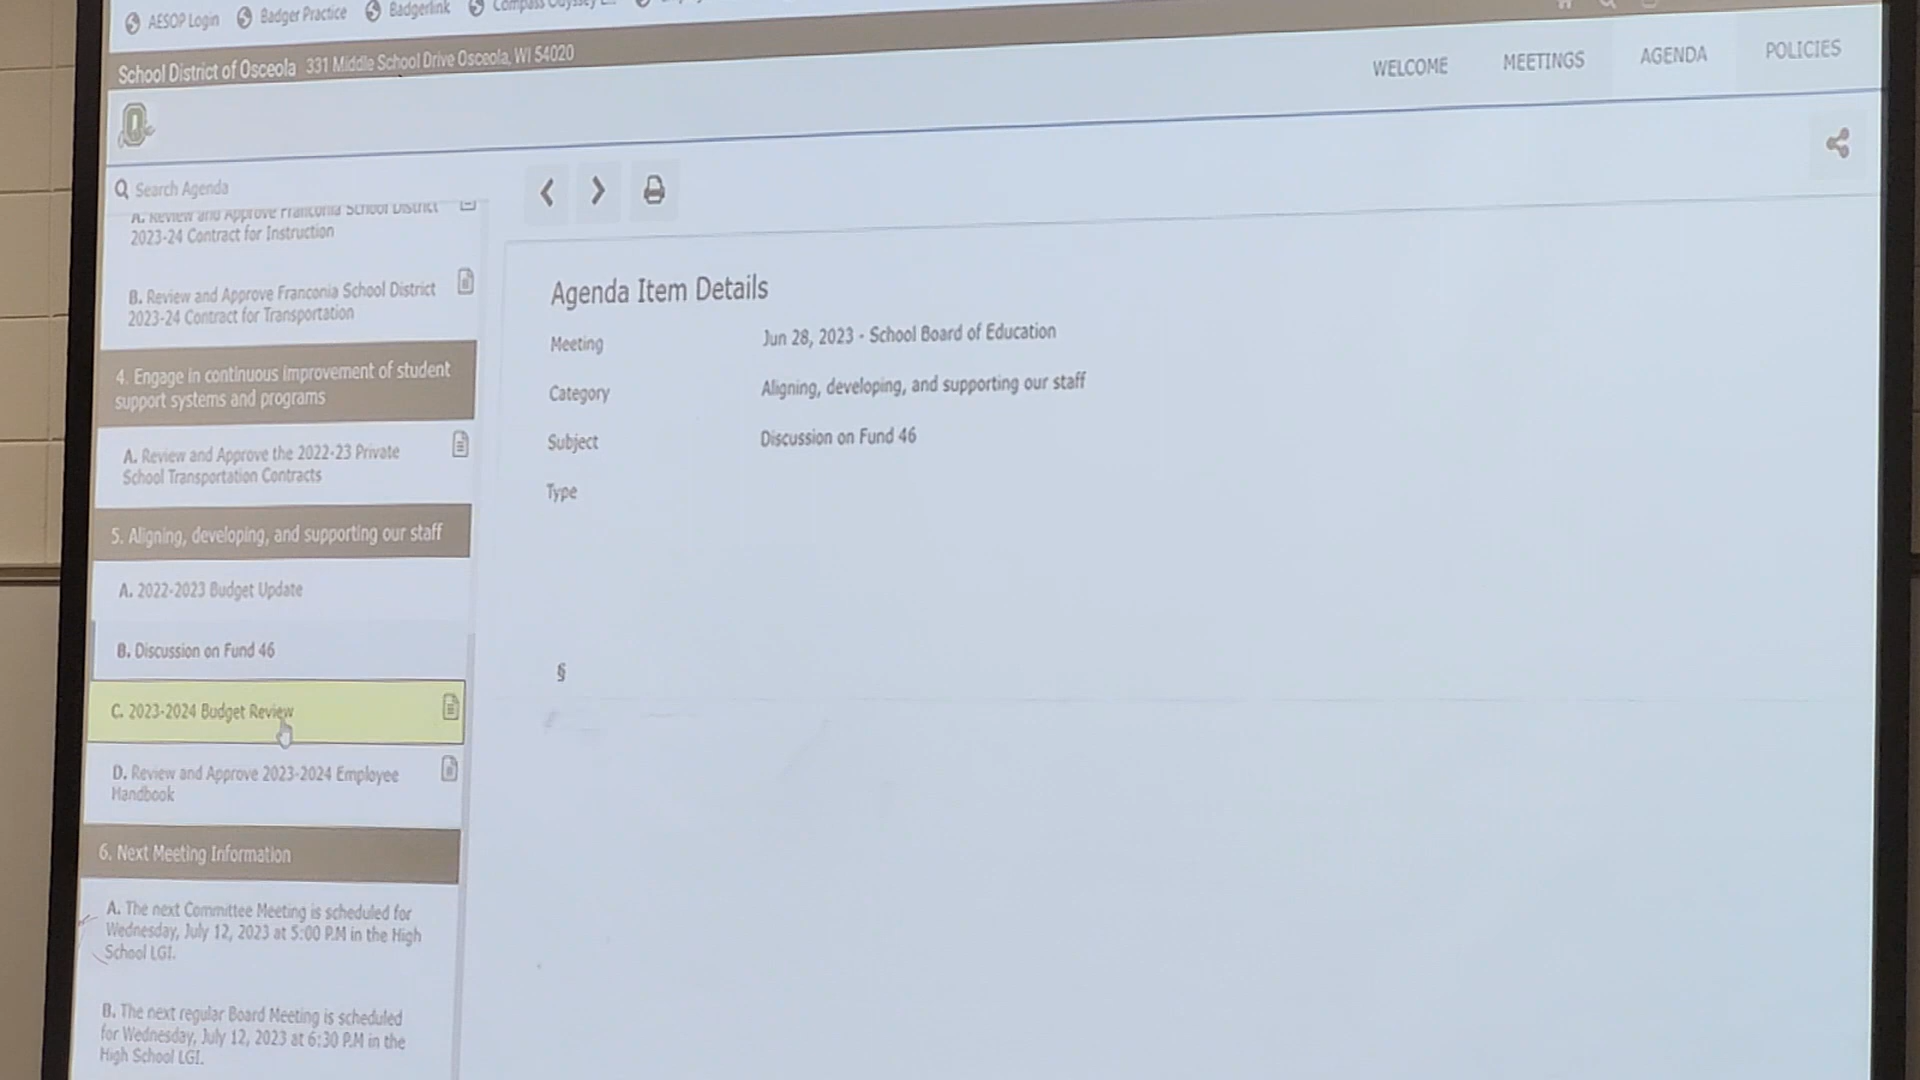 AESOP Login
Badger Practice
Badgerlink
Compass Odyssey
School District of Osceola 331 Middle School Drive Osceola, WI 54020
WELCOME
MEETINGS
AGENDA
POLICIES
Search Agenda
A. Review and Approve Franconia School District
2023-24 Contract for Instruction
B. Review and Approve Franconia School District
2023-24 Contract for Transportation
4. Engage in continuous improvement of student
support systems and programs
A. Review and Approve the 2022-23 Private
School Transportation Contracts
5. Aligning, developing, and supporting our staff
A. 2022-2023 Budget Update
B. Discussion on Fund 46
C. 2023-2024 Budget Review
D. Review and Approve 2023-2024 Employee
Handbook
6. Next Meeting Information
A. The next Committee Meeting is scheduled for
Wednesday, July 12, 2023 at 5:00 P.M in the High
School LGI.
B. The next regular Board Meeting is scheduled
for Wednesday, July 12, 2023 at 6:30 P.M in the
High School LGI.
Agenda Item Details
Meeting Jun 28, 2023 - School Board of Education
Category Aligning, developing, and supporting our staff
Subject Discussion on Fund 46
Type
§